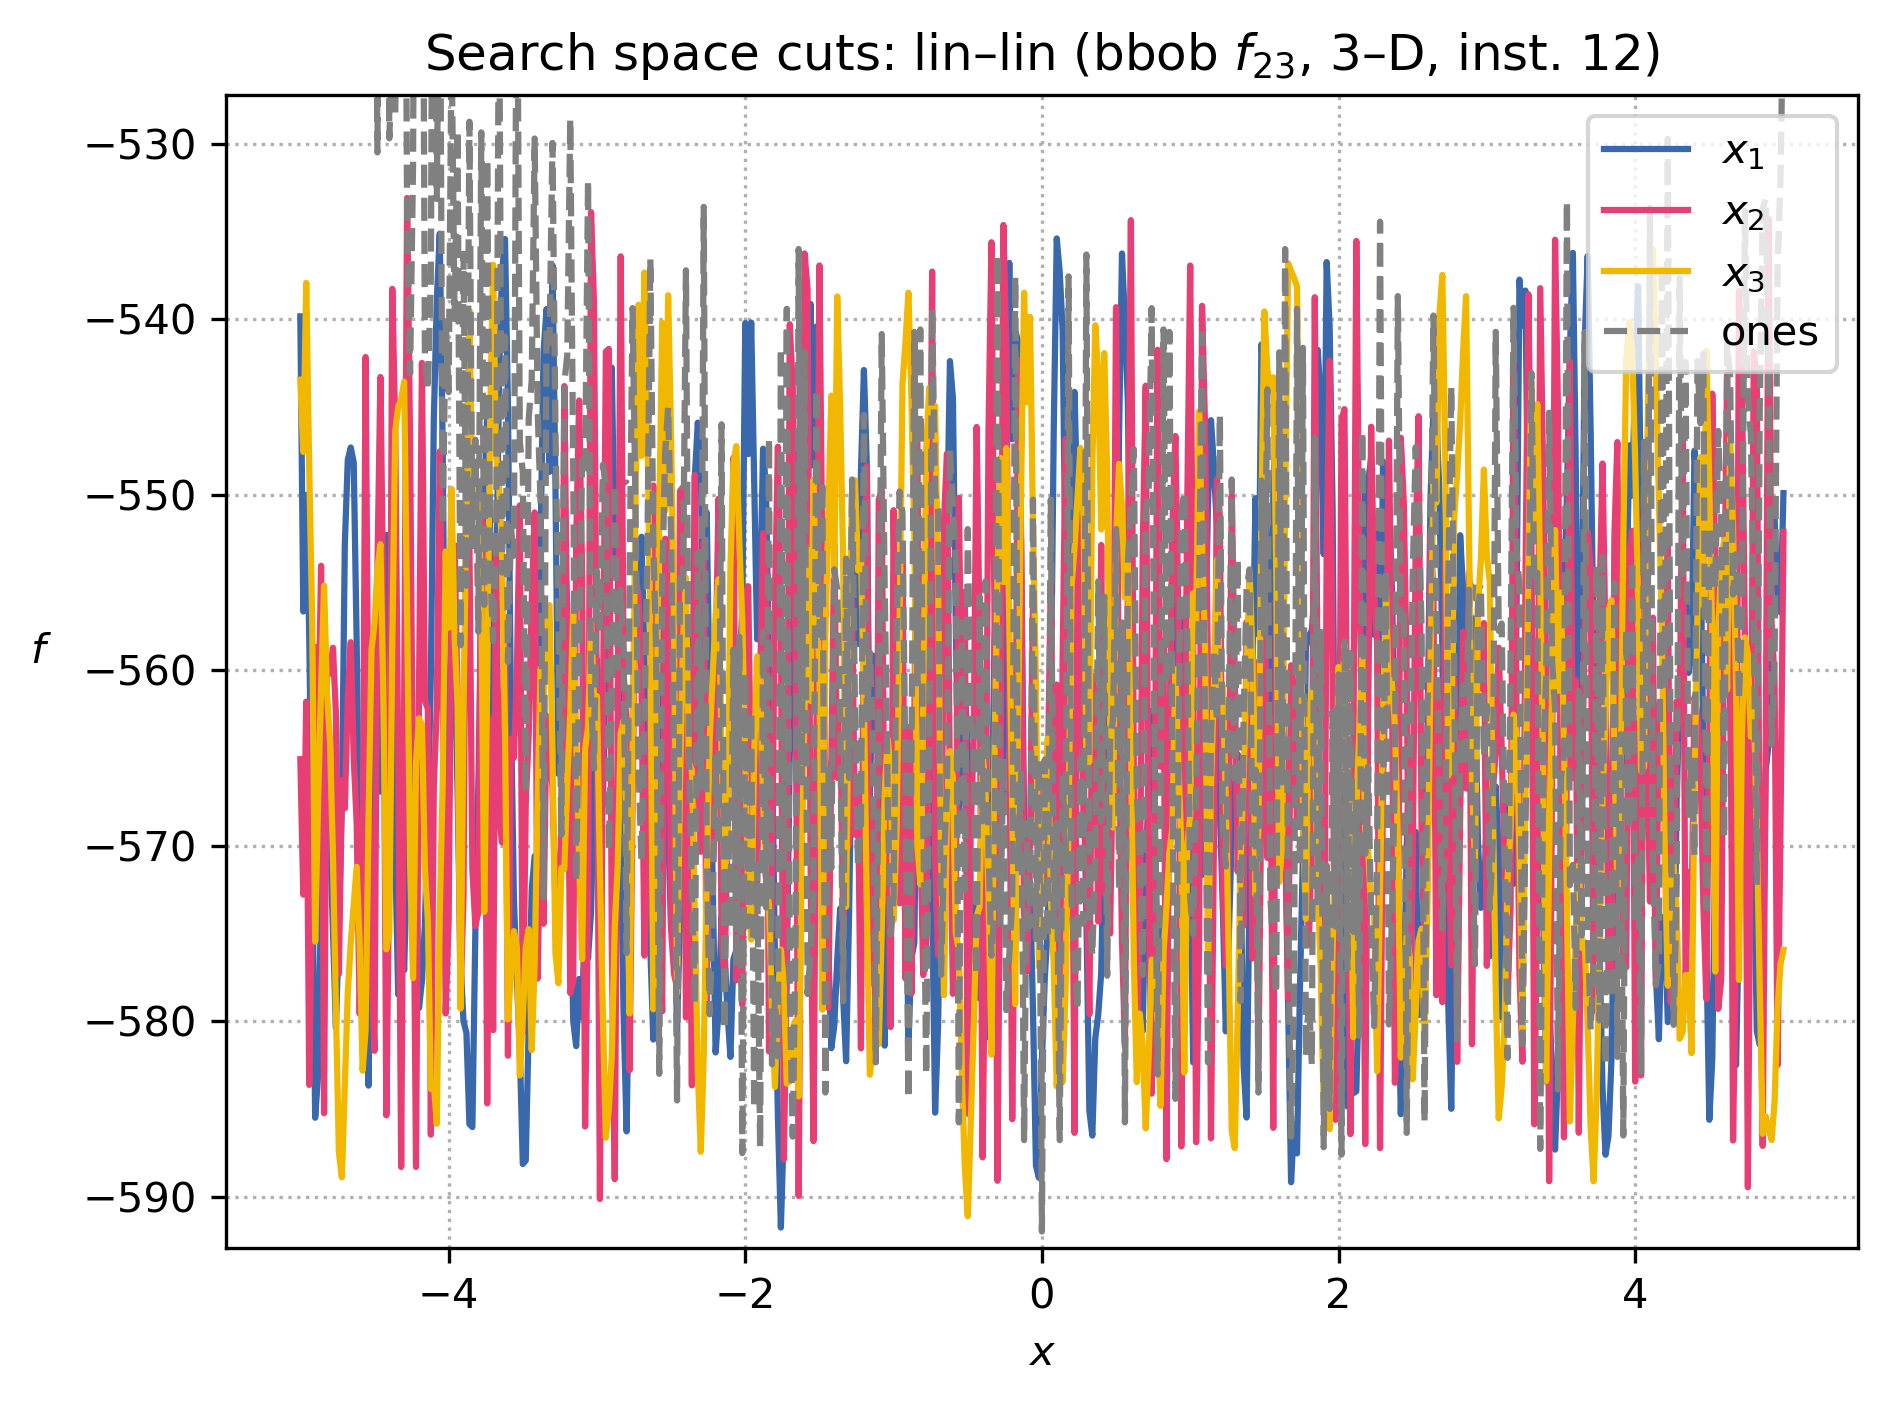 Search space cuts: lin–lin (bbob f23, 3–D, inst. 12)
−530
−540
−550
−560
−570
−580
−590
f
x1
x2
x3
ones
−4
−2
0
2
4
x